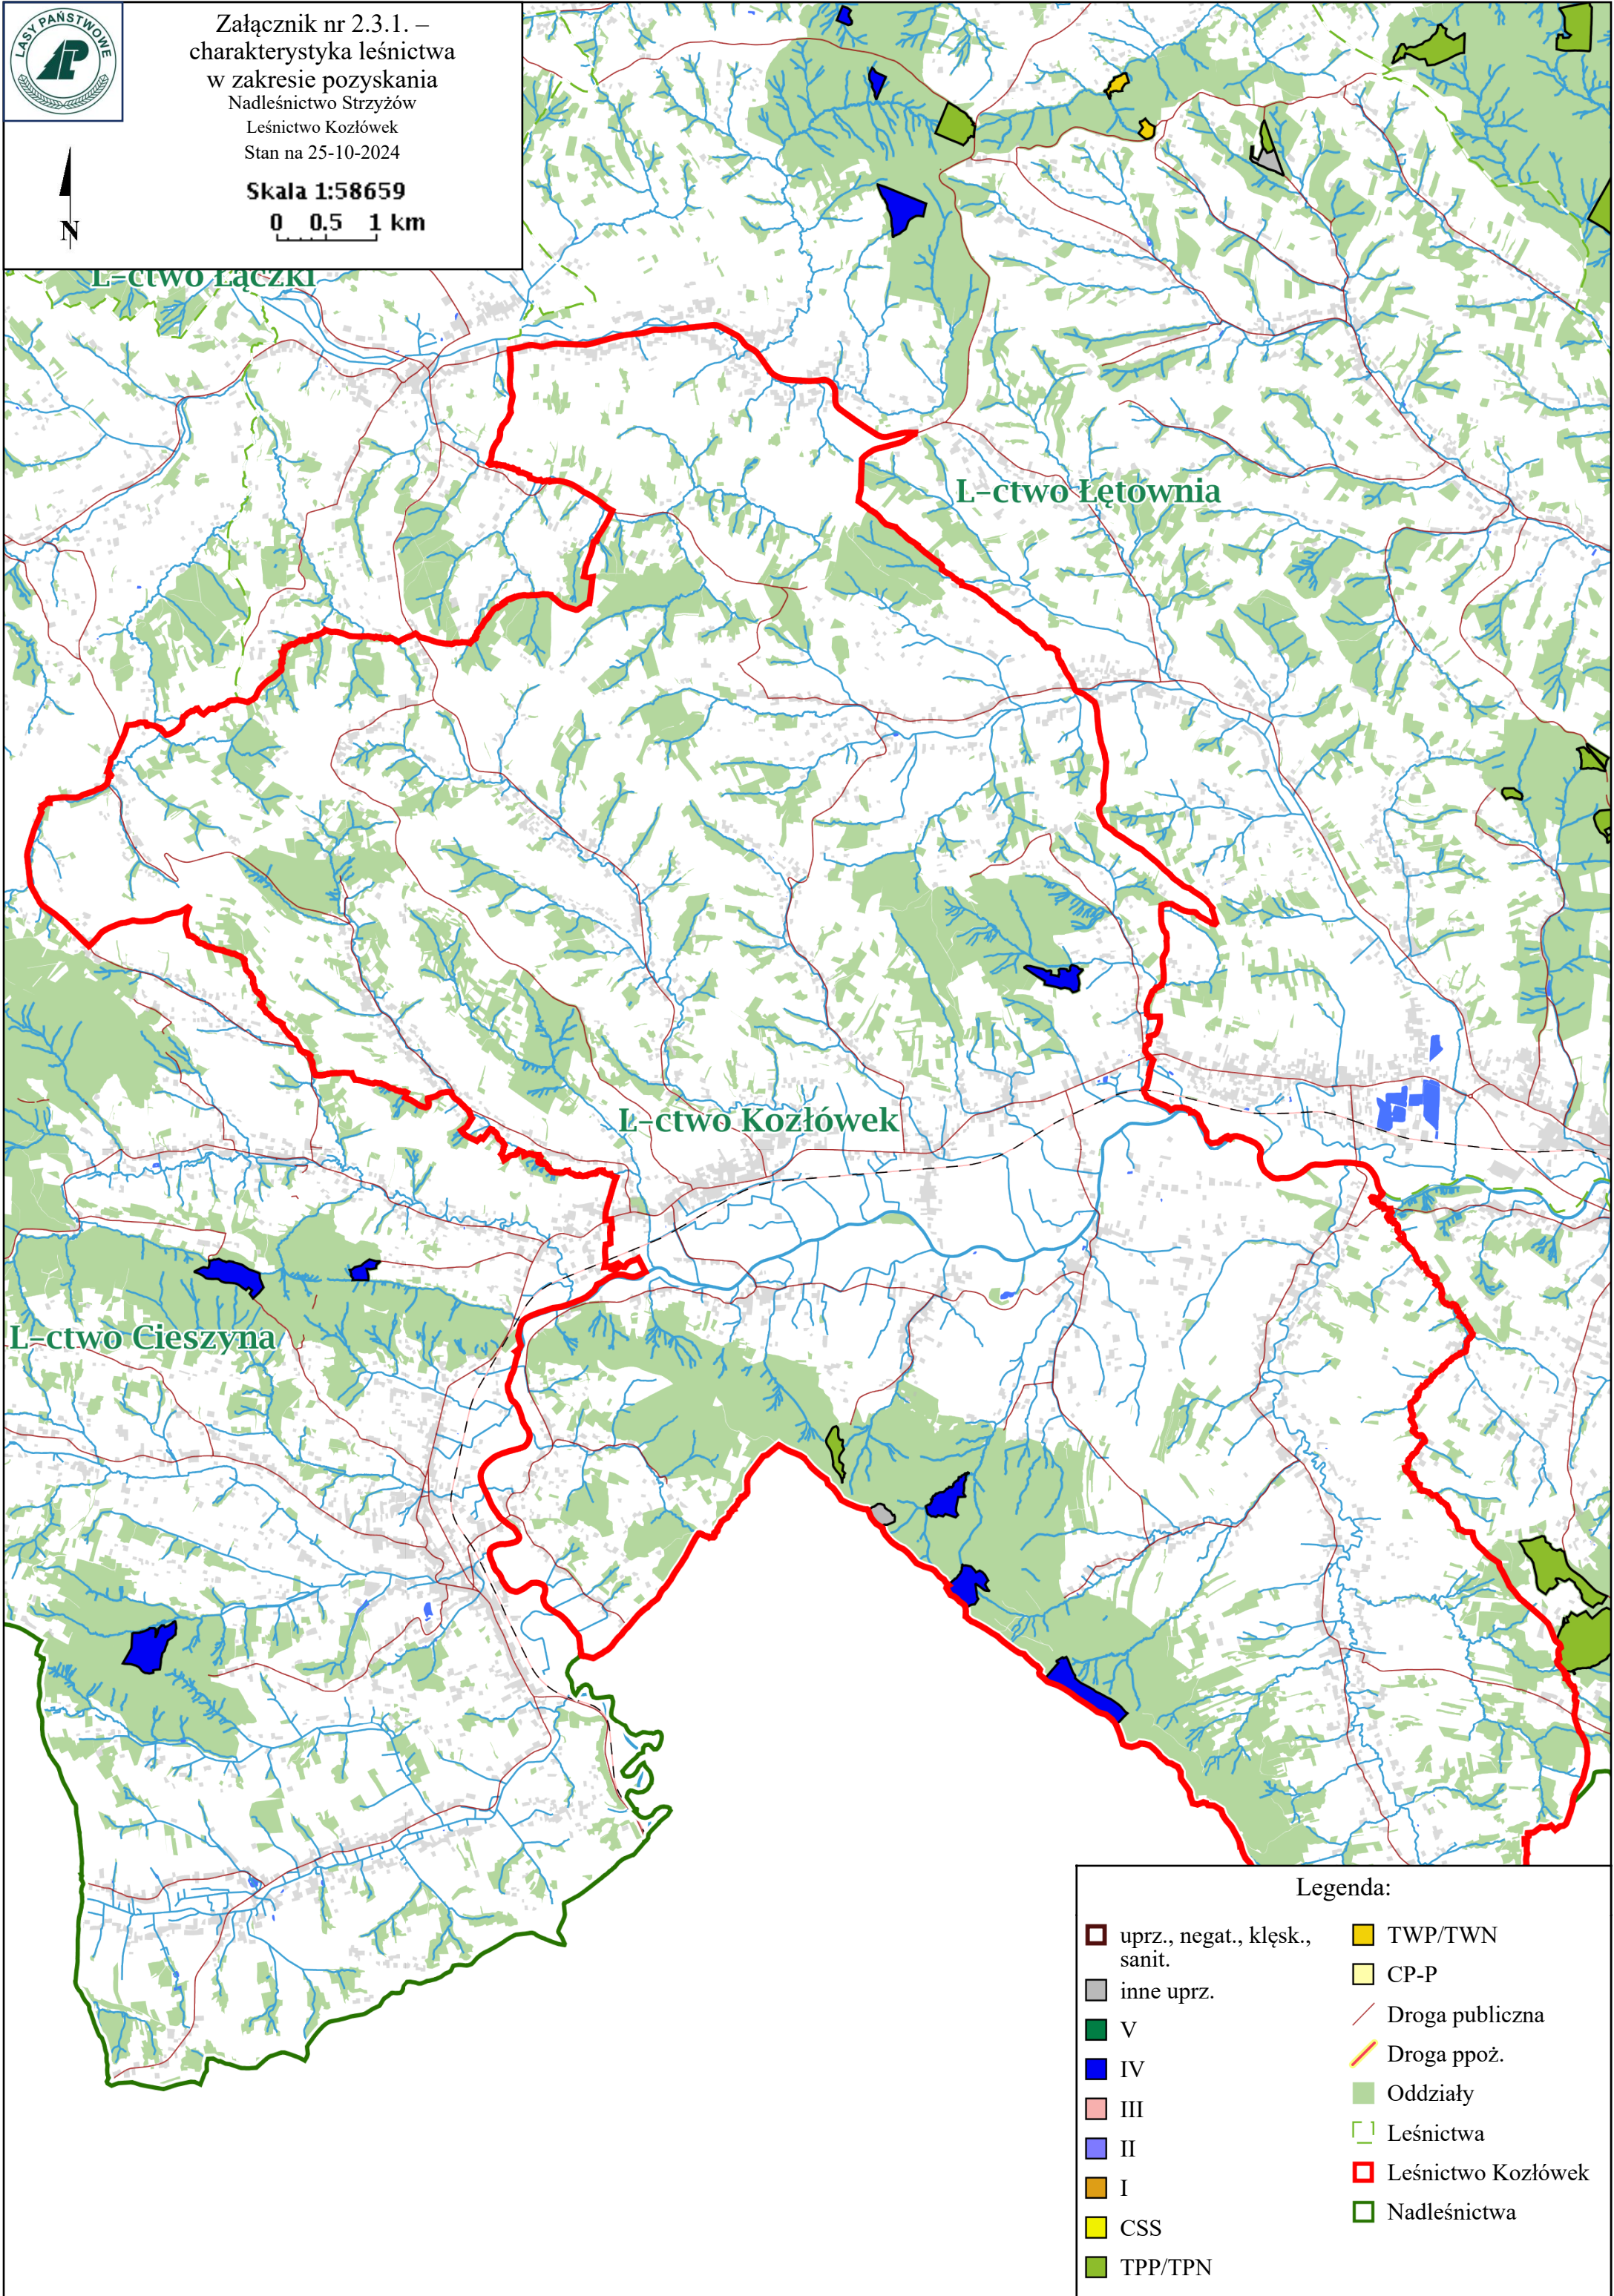 LASY PAŃSTWOWE
Załącznik nr 2.3.1. –
charakterystyka leśnictwa
w zakresie pozyskania
Nadleśnictwo Strzyżów
Leśnictwo Kozłówek
Stan na 25-10-2024
Skala 1:58659
0 0.5 1 km
N
L-ctwo Łączki
L-ctwo Łętownia
L-ctwo Kozłówek
L-ctwo Cieszyna
Legenda:
uprz., negat., klęsk.,
sanit.
inne uprz.
V
IV
III
II
I
CSS
TPP/TPN
TWP/TWN
CP-P
Droga publiczna
Droga ppoż.
Oddziały
Leśnictwa
Leśnictwo Kozłówek
Nadleśnictwa